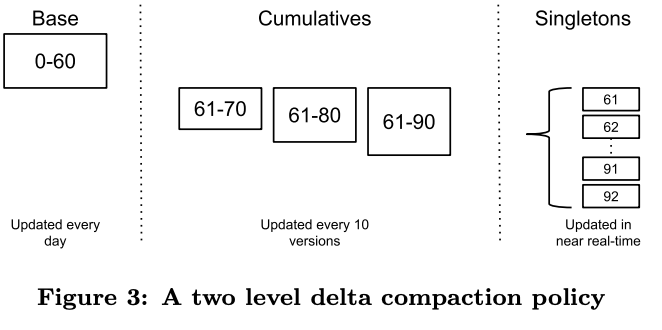 Base
Cumulatives
Singletons
0-60
61-70
61-80
61-90
61
62
91
92
Updated every
day
Updated every 10
versions
Updated in
near real-time
Figure 3: A two level delta compaction policy